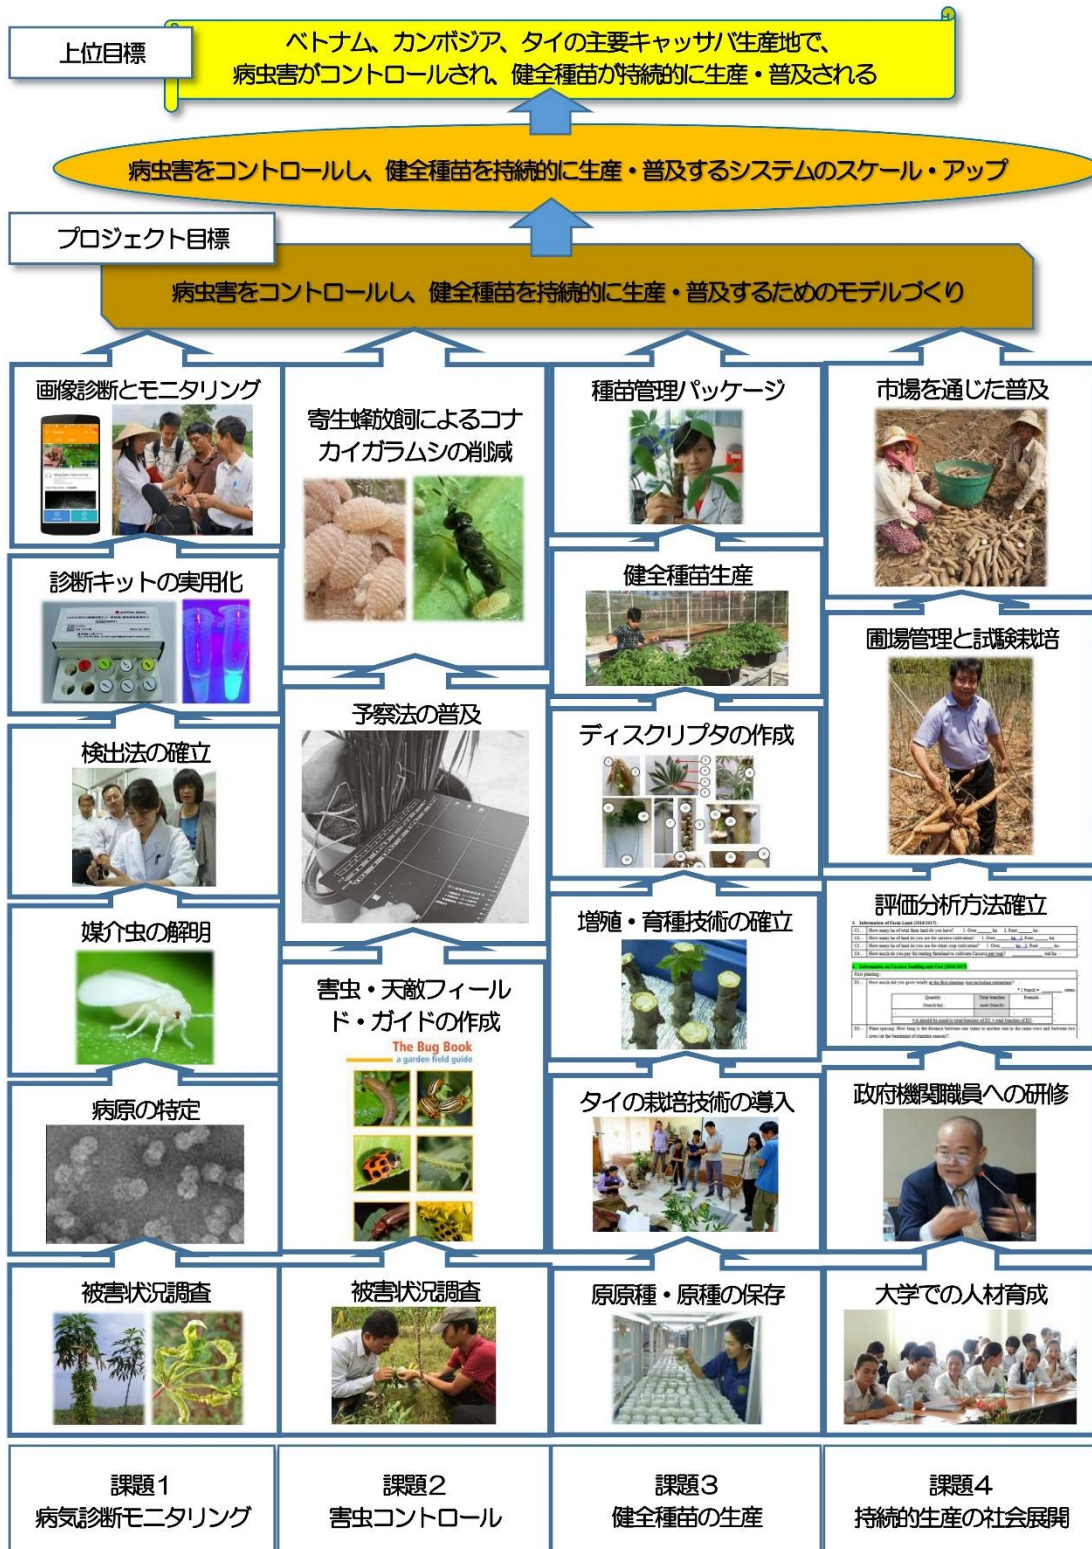 上位目標
ベトナム、カンボジア、タイの主要キャッサバ生産地で、
病虫害がコントロールされ、健全種苗が持続的に生産・普及される
病虫害をコントロールし、健全種苗を持続的に生産・普及するシステムのスケール・アップ
プロジェクト目標
病虫害をコントロールし、健全種苗を持続的に生産・普及するためのモデルづくり
画像診断とモニタリング
診断キットの実用化
検出法の確立
媒介虫の解明
病原の特定
被害状況調査
課題1
病気診断モニタリング
寄生蜂放飼によるコナ
カイガラムシの削減
予察法の普及
害虫・天敵フィール
ド・ガイドの作成
The Bug Book
a garden field guide
被害状況調査
課題2
害虫コントロール
種苗管理パッケージ
健全種苗生産
ディスクリプタの作成
増殖・育種技術の確立
タイの栽培技術の導入
原原種・原種の保存
課題3
健全種苗の生産
市場を通じた普及
圃場管理と試験栽培
評価分析方法確立
政府機関職員への研修
大学での人材育成
課題4
持続的生産の社会展開